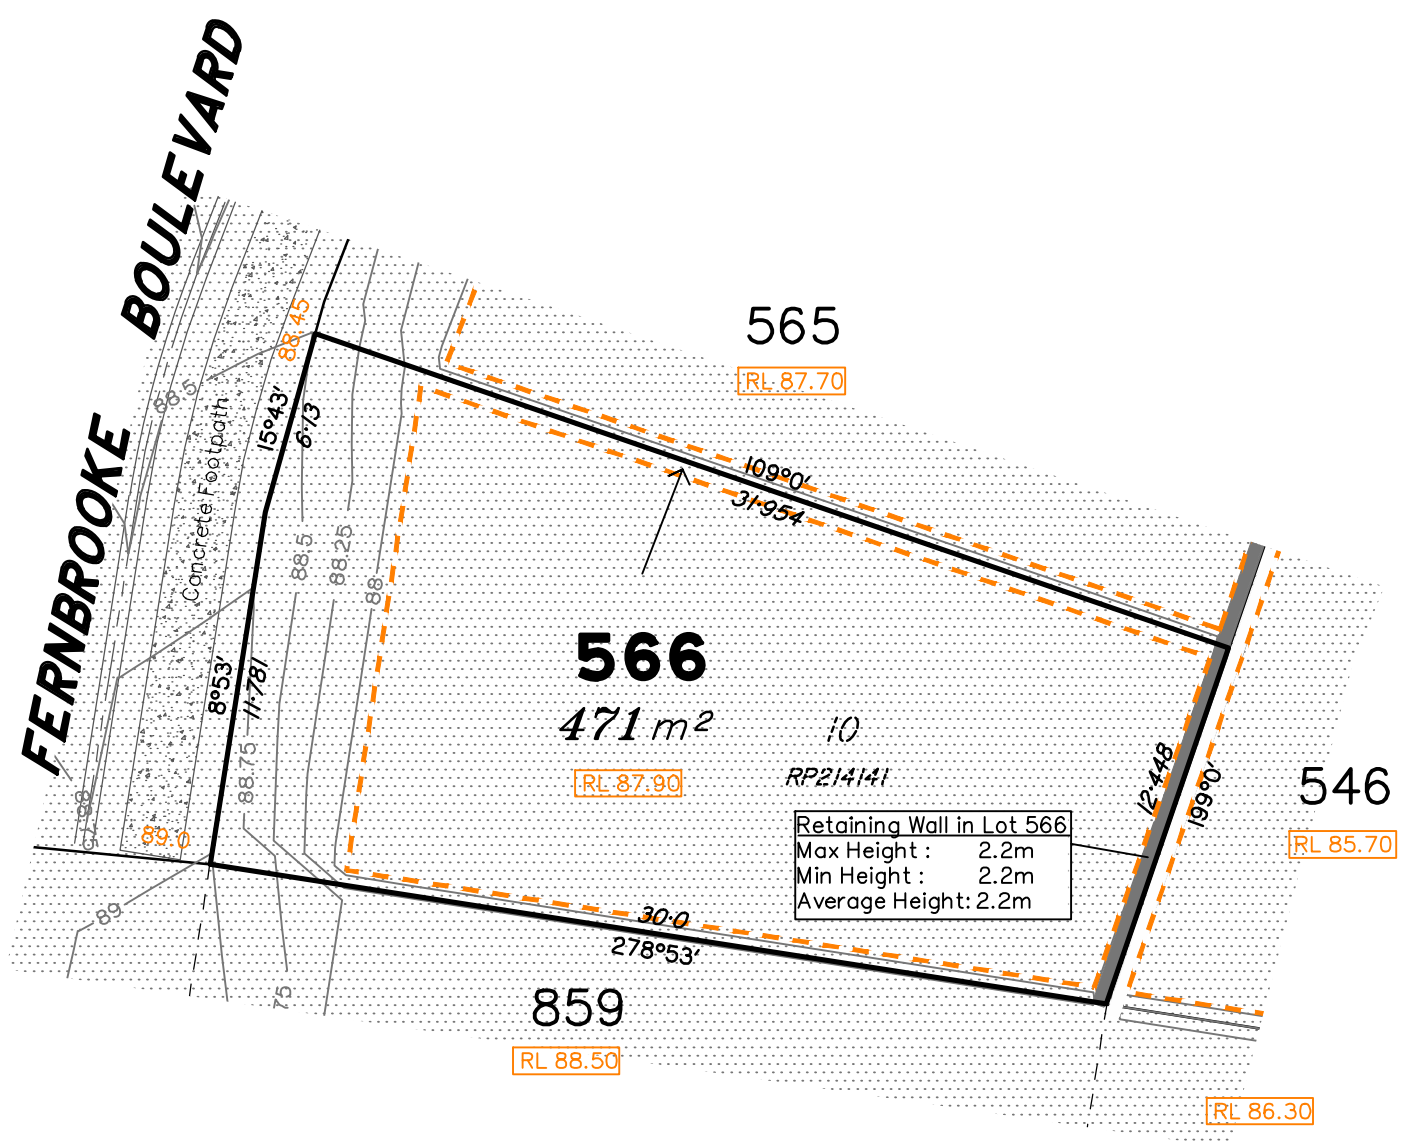 FERNBROOKE BOULEVARD
88.45
565
RL 87.70
88.5
15°43'
6·13
Concrete Footpath
109°0'
31·954
88.5
88.25
88
566
471 m²
10
RL 87.90
RP214141
8°53'
11·781
88.75
12·448
199°0'
546
RL 85.70
Retaining Wall in Lot 566
Max Height : 2.2m
Min Height : 2.2m
Average Height: 2.2m
88.75
89.0
89
30·0
278°53'
75
859
RL 88.50
RL 86.30